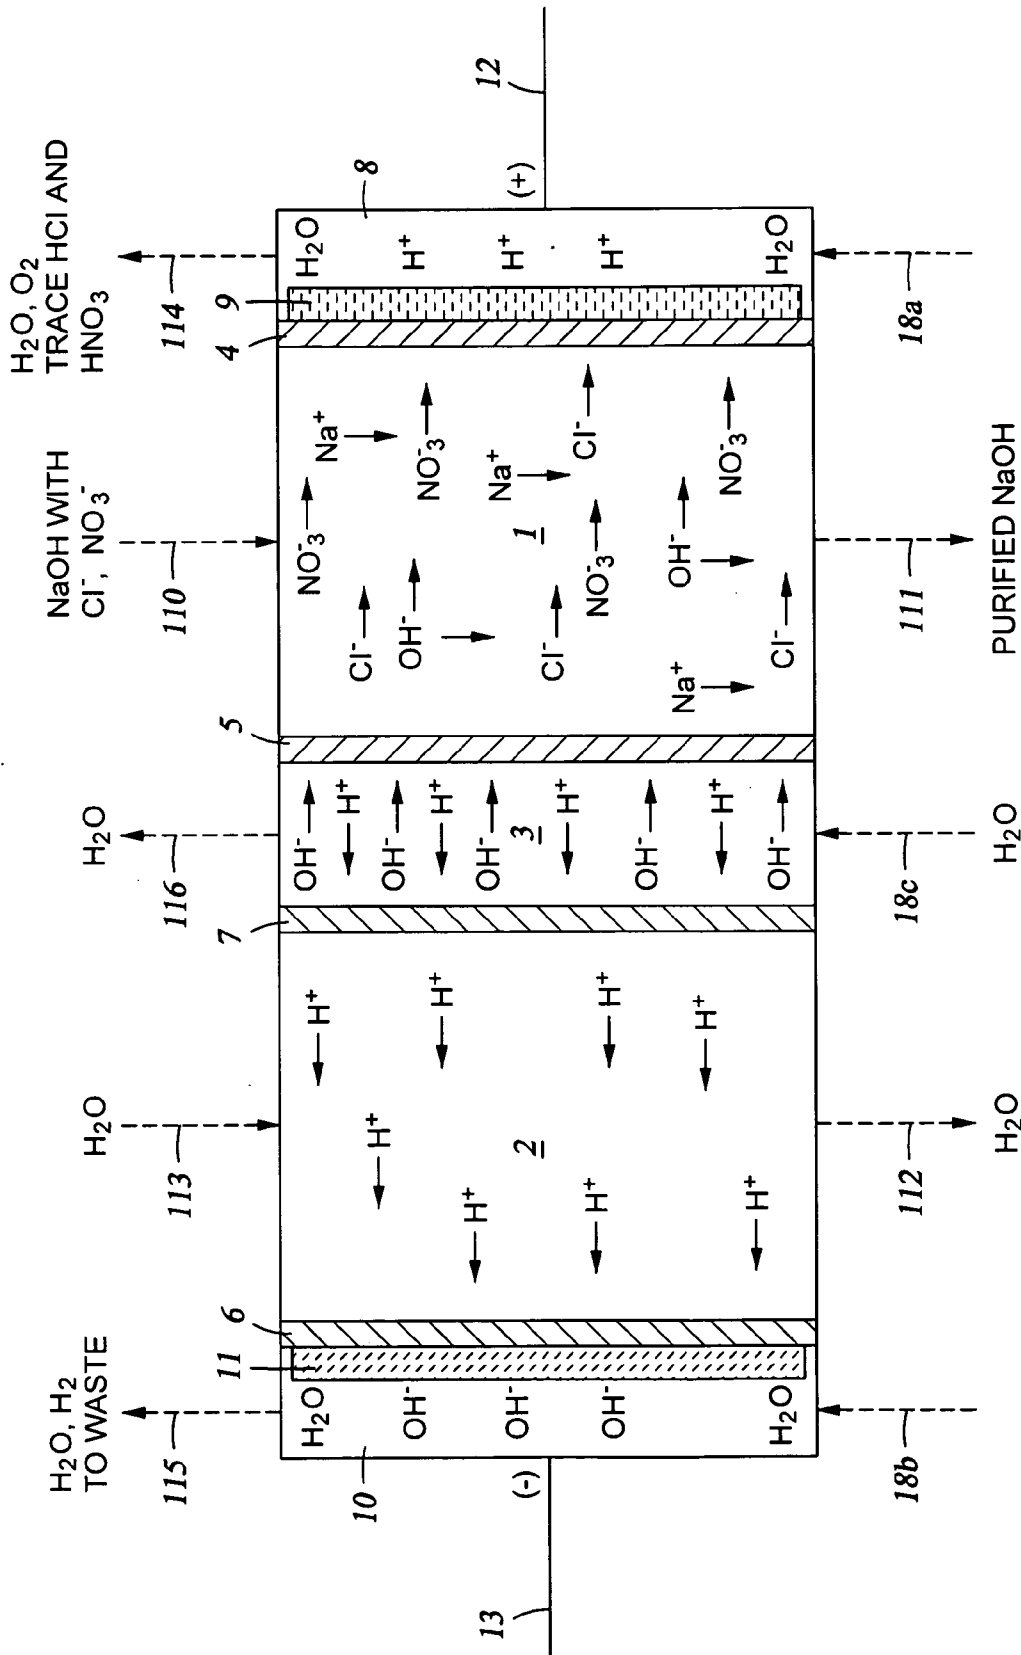 H₂O, H₂
TO WASTE
H₂O
H₂O
NaOH WITH
Cl⁻, NO₃⁻
H₂O, O₂
TRACE HCl AND
HNO₃
115
113
116
110
114
11
6
7
5
4
9
10
8
H₂O
OH⁻
OH⁻
OH⁻
H₂O
(-)
13
H⁺
H⁺
H⁺
H⁺
H⁺
H⁺
H⁺
H⁺
2
OH⁻
H⁺
OH⁻
H⁺
OH⁻
3
H⁺
OH⁻
H⁺
OH⁻
NO₃⁻
Na⁺
Cl⁻
OH⁻
NO₃⁻
Na⁺
1
Cl⁻
NO₃⁻
Cl⁻
OH⁻
NO₃⁻
Na⁺
Cl⁻
H₂O
H⁺
H⁺
H⁺
H₂O
(+)
12
18b
112
18c
111
18a
H₂O
H₂O
PURIFIED NaOH